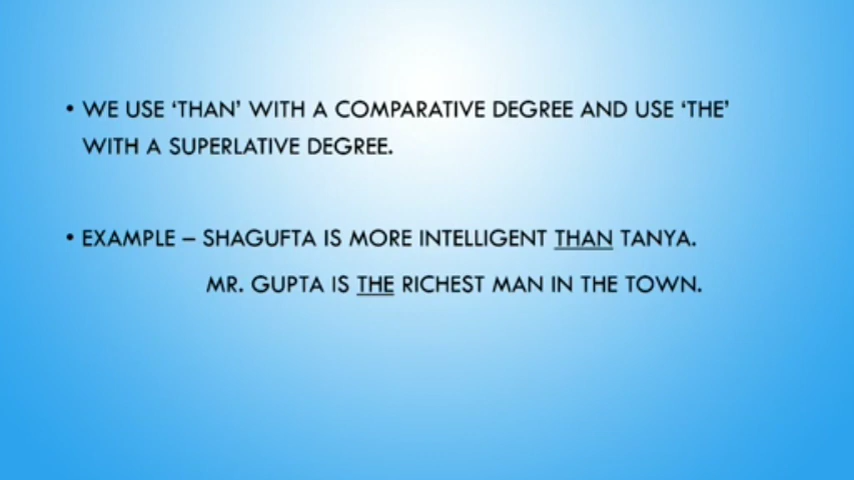 • WE USE ‘THAN’ WITH A COMPARATIVE DEGREE AND USE ‘THE’
WITH A SUPERLATIVE DEGREE.
• EXAMPLE – SHAGUFTA IS MORE INTELLIGENT THAN TANYA.
MR. GUPTA IS THE RICHEST MAN IN THE TOWN.